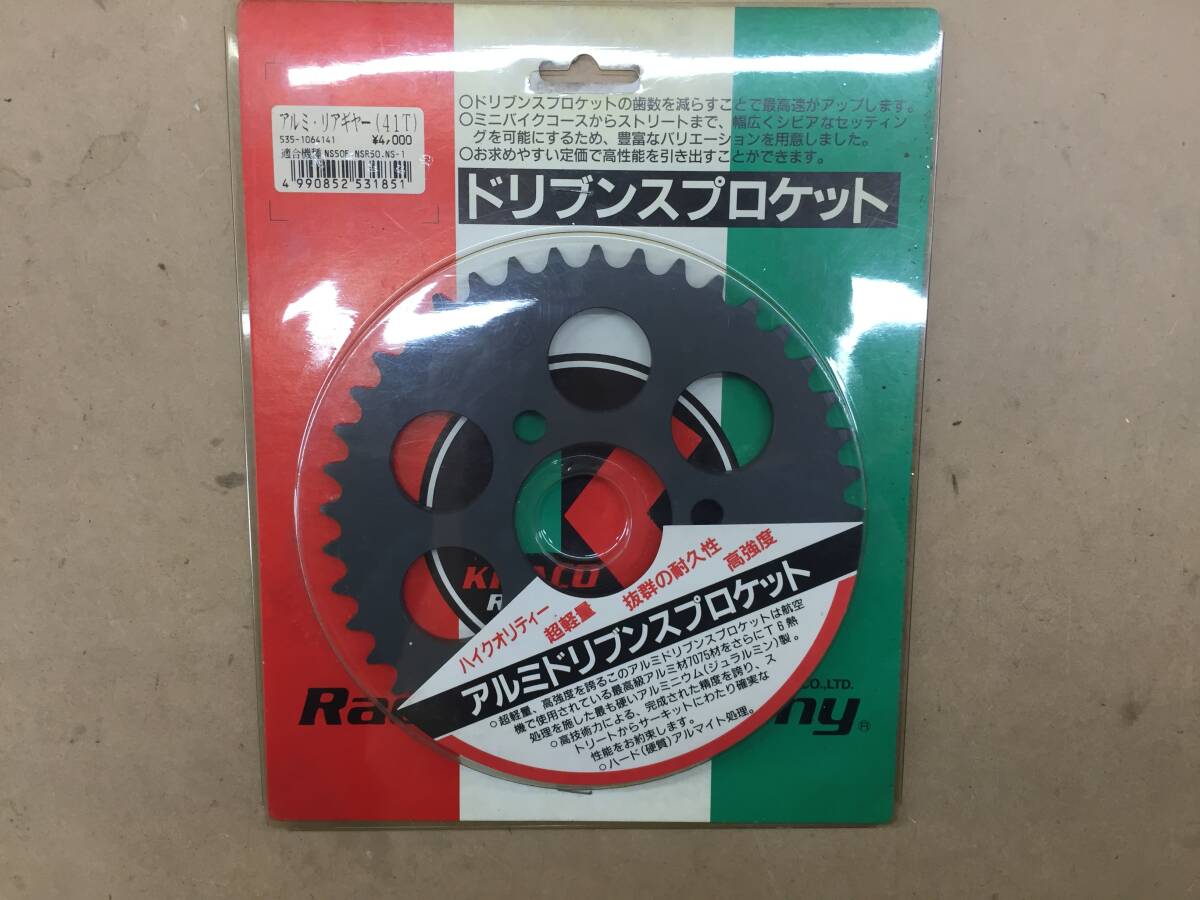 アルミ・リアギヤー(41T)
535-1064141 ¥4,000
適合機種 NS50F.NSR50.NS-1
4 990852 531851
○ドリブンスプロケットの歯数を減らすことで最高速がアップします。
○ミニバイクコースからストリートまで、幅広くシビアなセッティン
グを可能にするため、豊富なバリエーションを用意しました。
○お求めやすい定価で高性能を引き出すことができます。
ドリブンスプロケット
ハイクオリティー 超軽量 抜群の耐久性 高強度
アルミドリブンスプロケット
○超軽量、高強度を誇るこのアルミドリブンスプロケットは航空
機で使用されている最高級アルミ材7075材をさらにT6熱
処理を施した最も硬いアルミニウム(ジュラルミン)製。
○高技術力による、完成された精度を誇り、ス
トリートからサーキットにわたり確実な
性能をお約束します。
○ハード(硬質)アルマイト処理。
CO.,LTD.
®